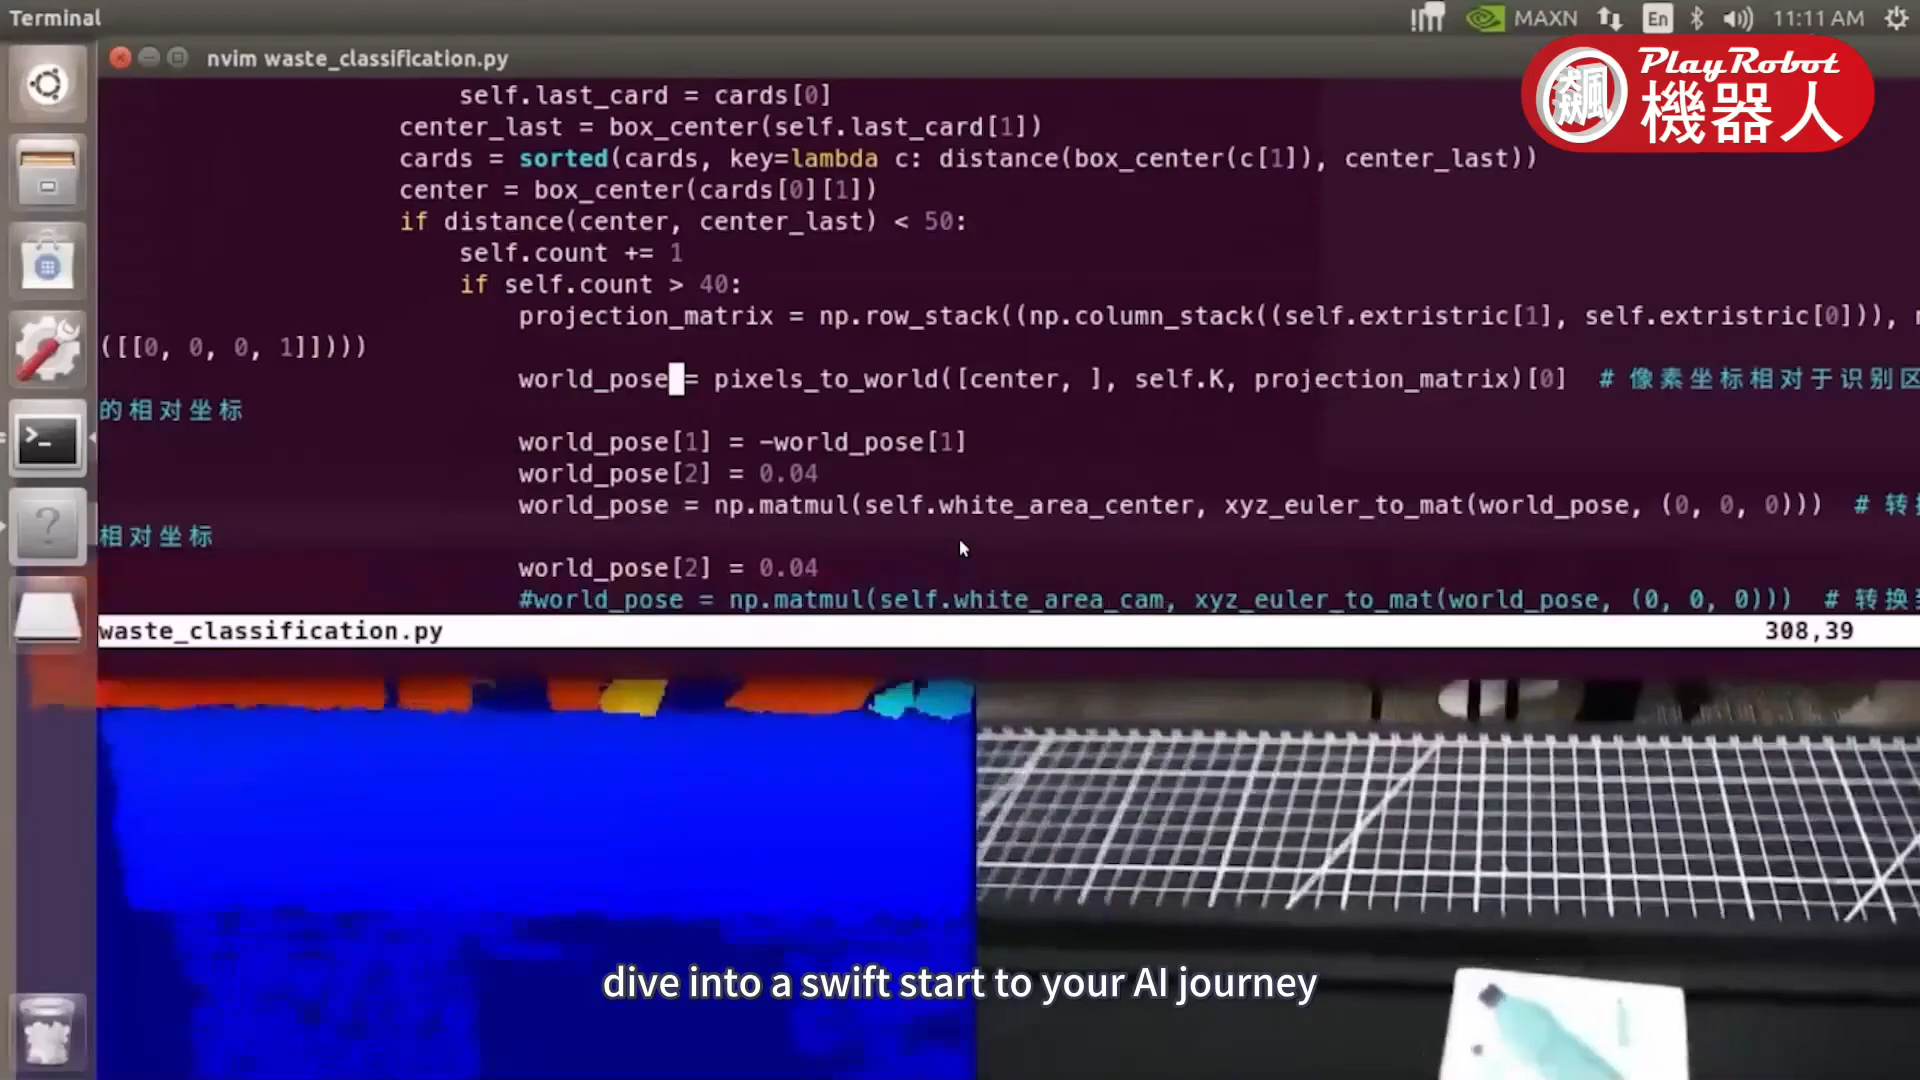 Terminal
MAXN
En
11:11 AM
nvim waste_classification.py
PlayRobot
飆
機器人
self.last_card = cards[0]
center_last = box_center(self.last_card[1])
cards = sorted(cards, key=lambda c: distance(box_center(c[1]), center_last))
center = box_center(cards[0][1])
if distance(center, center_last) < 50:
self.count += 1
if self.count > 40:
projection_matrix = np.row_stack((np.column_stack((self.extristric[1], self.extristric[0])), n
([[0, 0, 0, 1]])))
world_pose = pixels_to_world([center, ], self.K, projection_matrix)[0] # 像素坐标相对于识别区
的相对坐标
world_pose[1] = -world_pose[1]
world_pose[2] = 0.04
world_pose = np.matmul(self.white_area_center, xyz_euler_to_mat(world_pose, (0, 0, 0))) # 转换
相对坐标
world_pose[2] = 0.04
#world_pose = np.matmul(self.white_area_cam, xyz_euler_to_mat(world_pose, (0, 0, 0))) # 转换
waste_classification.py
308,39
dive into a swift start to your AI journey